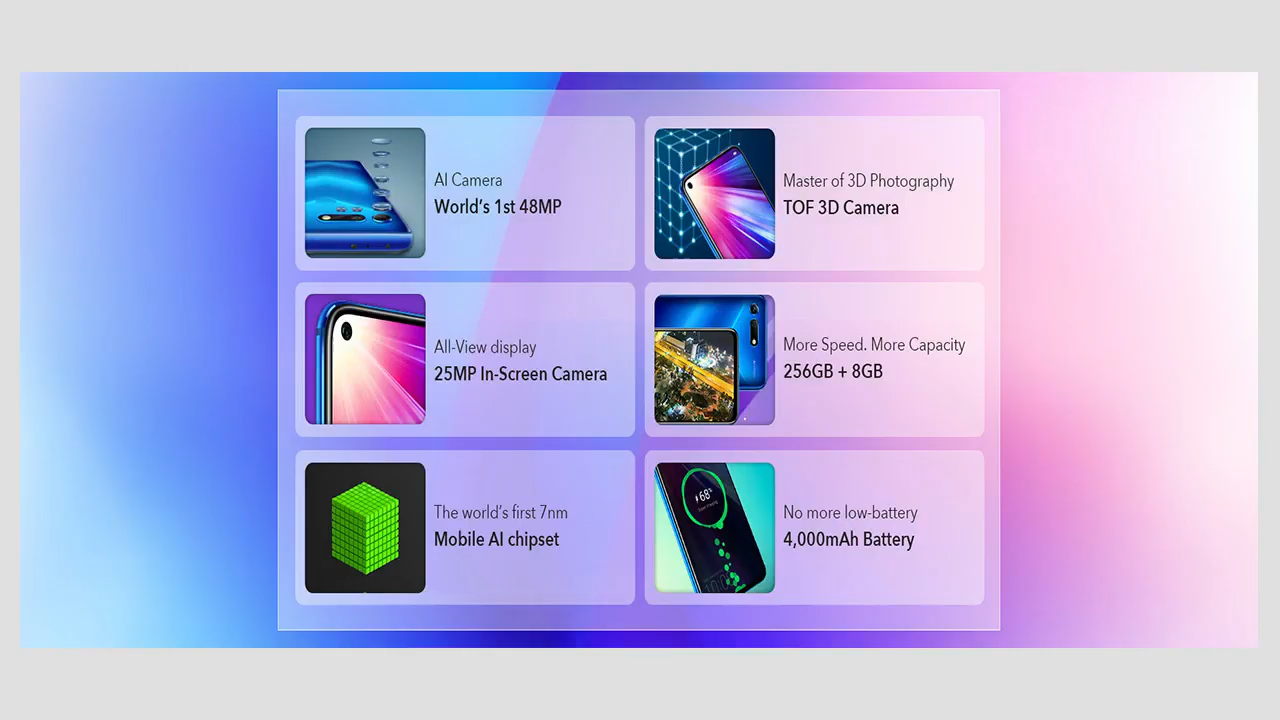 AI Camera
World's 1st 48MP
Master of 3D Photography
TOF 3D Camera
All-View display
25MP In-Screen Camera
More Speed. More Capacity
256GB + 8GB
The world's first 7nm
Mobile AI chipset
No more low-battery
4,000mAh Battery
68%